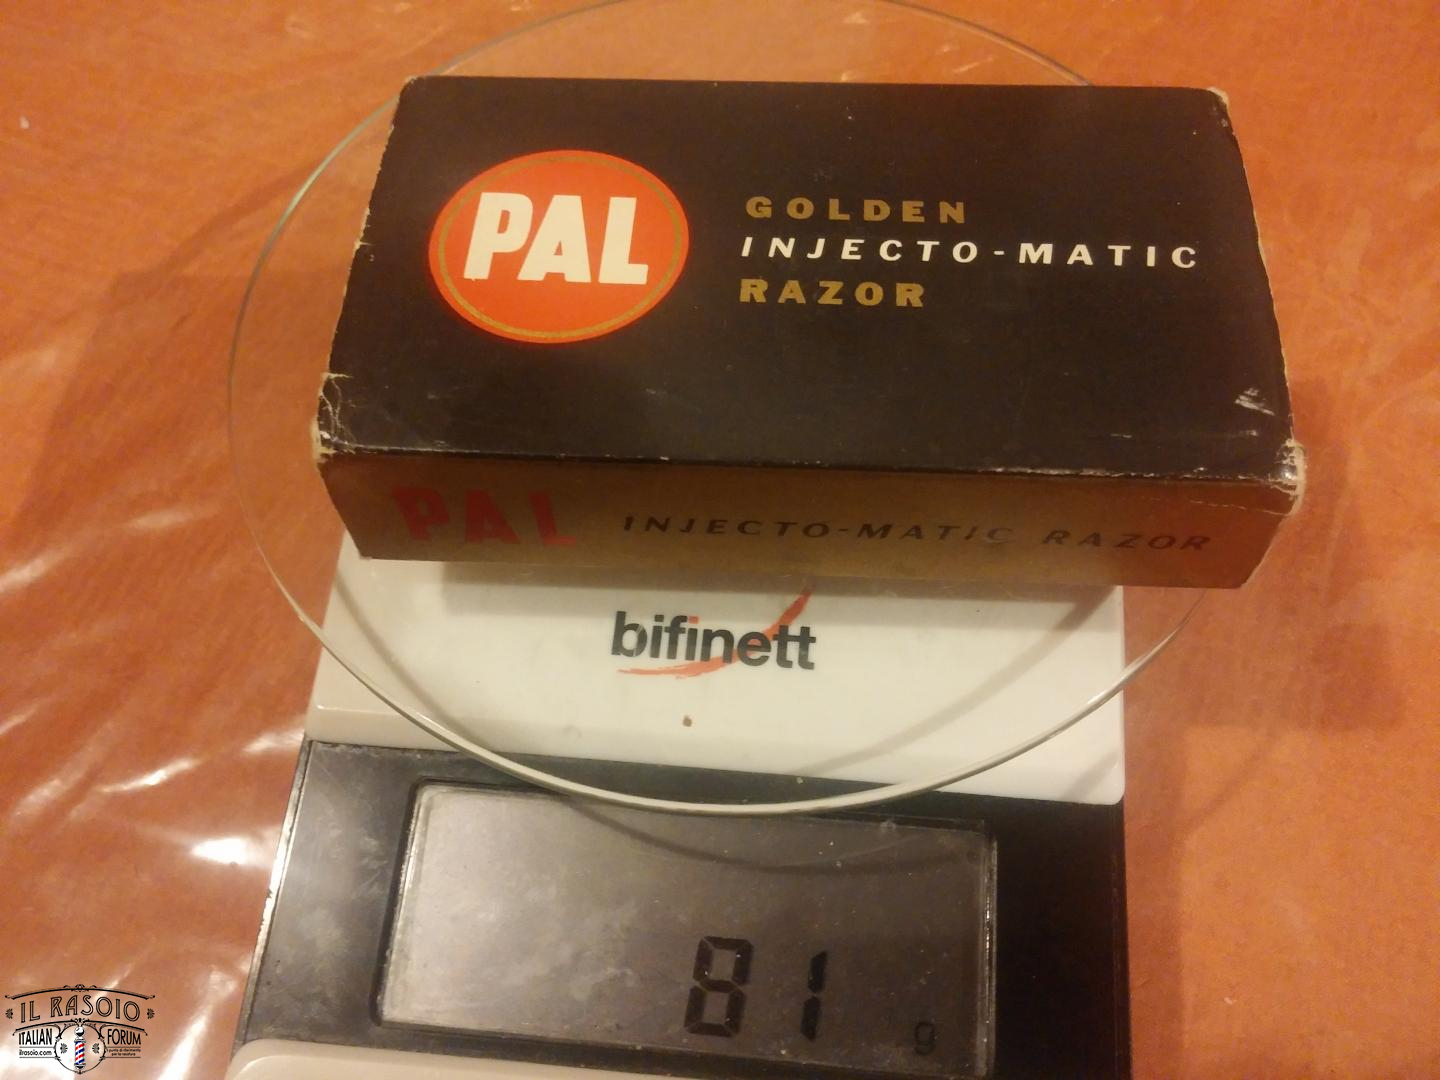 PAL
GOLDEN
INJECTO-MATIC
RAZOR
PAL INJECTO-MATIC RAZOR
bifinett
81 g
IL RASOIO
ITALIAN FORUM
ilrasoio.com